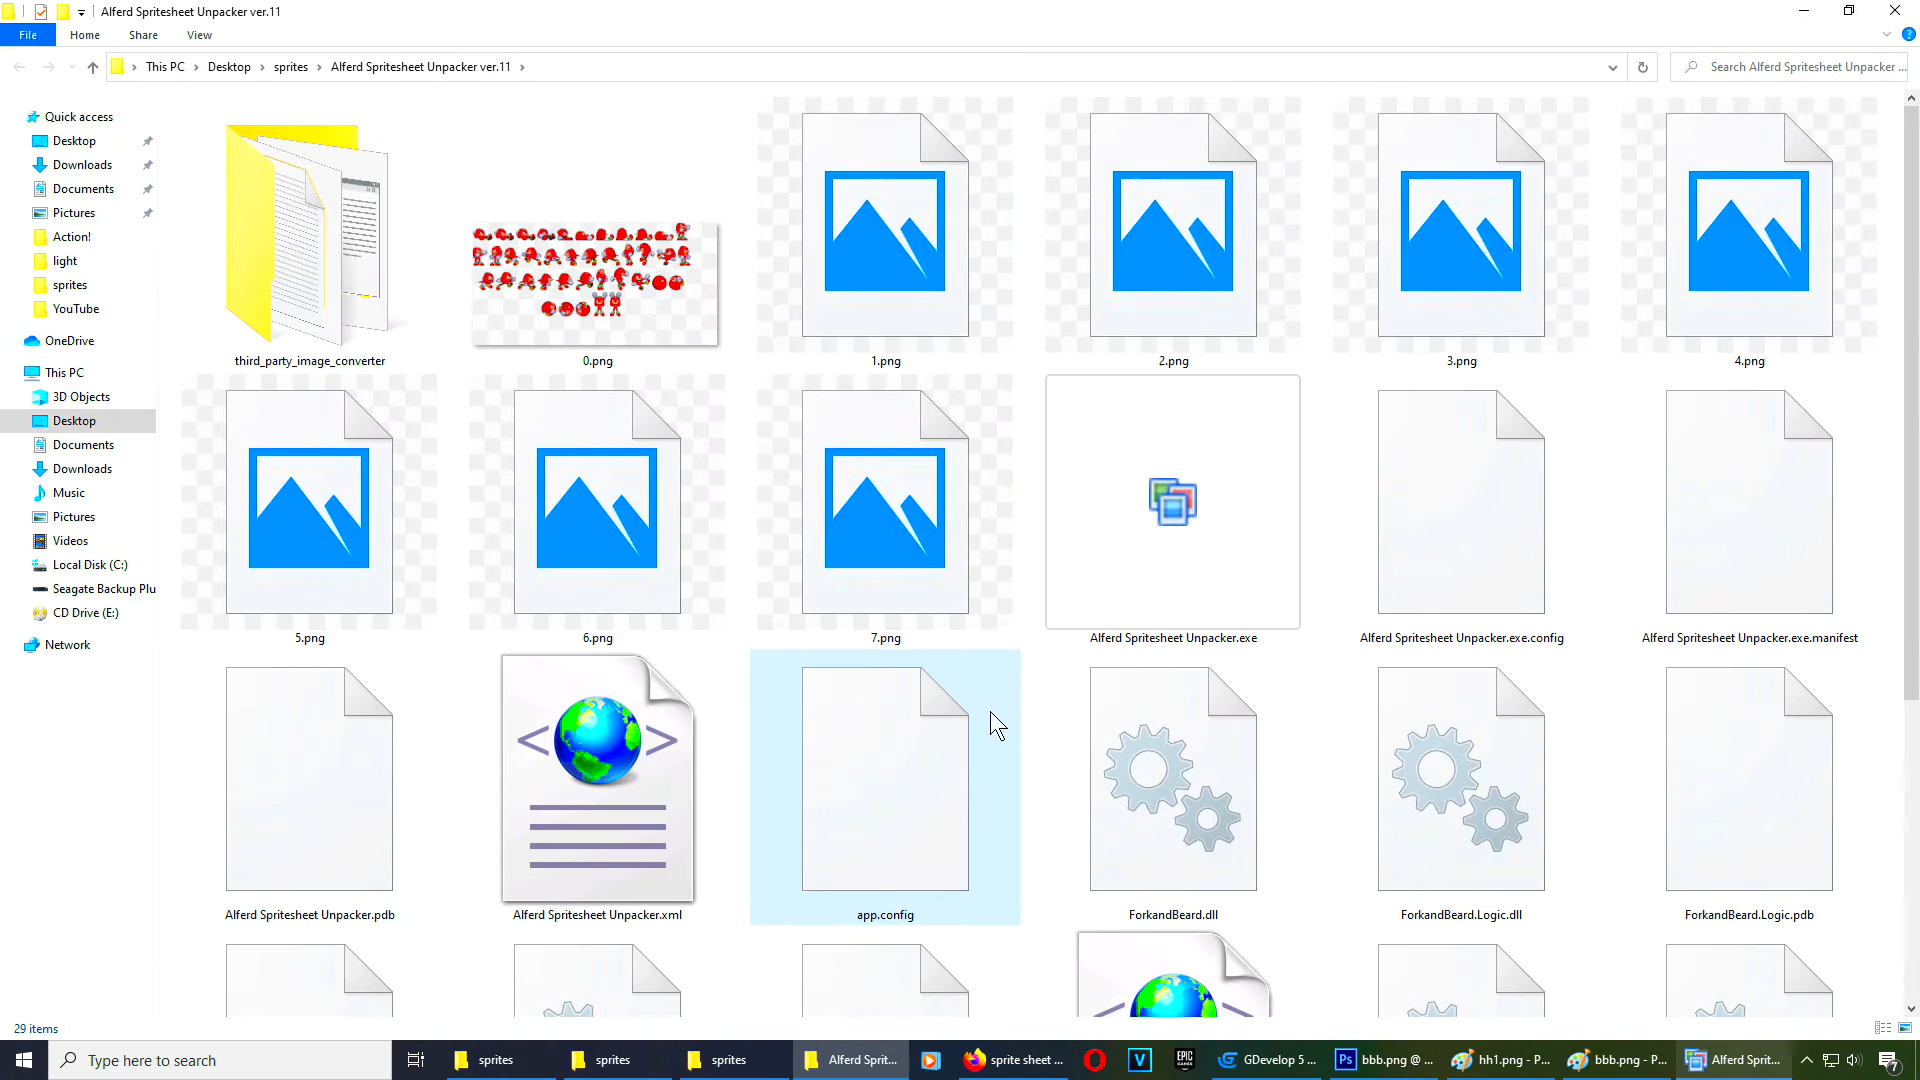 Alferd Spritesheet Unpacker ver.11
File Home Share View
This PC Desktop sprites Alferd Spritesheet Unpacker ver.11
Search Alferd Spritesheet Unpacker ...
Quick access
Desktop
Downloads
Documents
Pictures
Action!
light
sprites
YouTube
OneDrive
This PC
3D Objects
Desktop
Documents
Downloads
Music
Pictures
Videos
Local Disk (C:)
Seagate Backup Plu
CD Drive (E:)
Network
third_party_image_converter 0.png 1.png 2.png 3.png 4.png
5.png 6.png 7.png Alferd Spritesheet Unpacker.exe Alferd Spritesheet Unpacker.exe.config Alferd Spritesheet Unpacker.exe.manifest
Alferd Spritesheet Unpacker.pdb Alferd Spritesheet Unpacker.xml app.config ForkandBeard.dll ForkandBeard.Logic.dll ForkandBeard.Logic.pdb
29 items
Type here to search sprites sprites sprites Alferd Sprit... sprite sheet ... V EPIC GAMES GDevelop 5 ... Ps bbb.png @ ... hh1.png - P... bbb.png - P... Alferd Sprit... 7